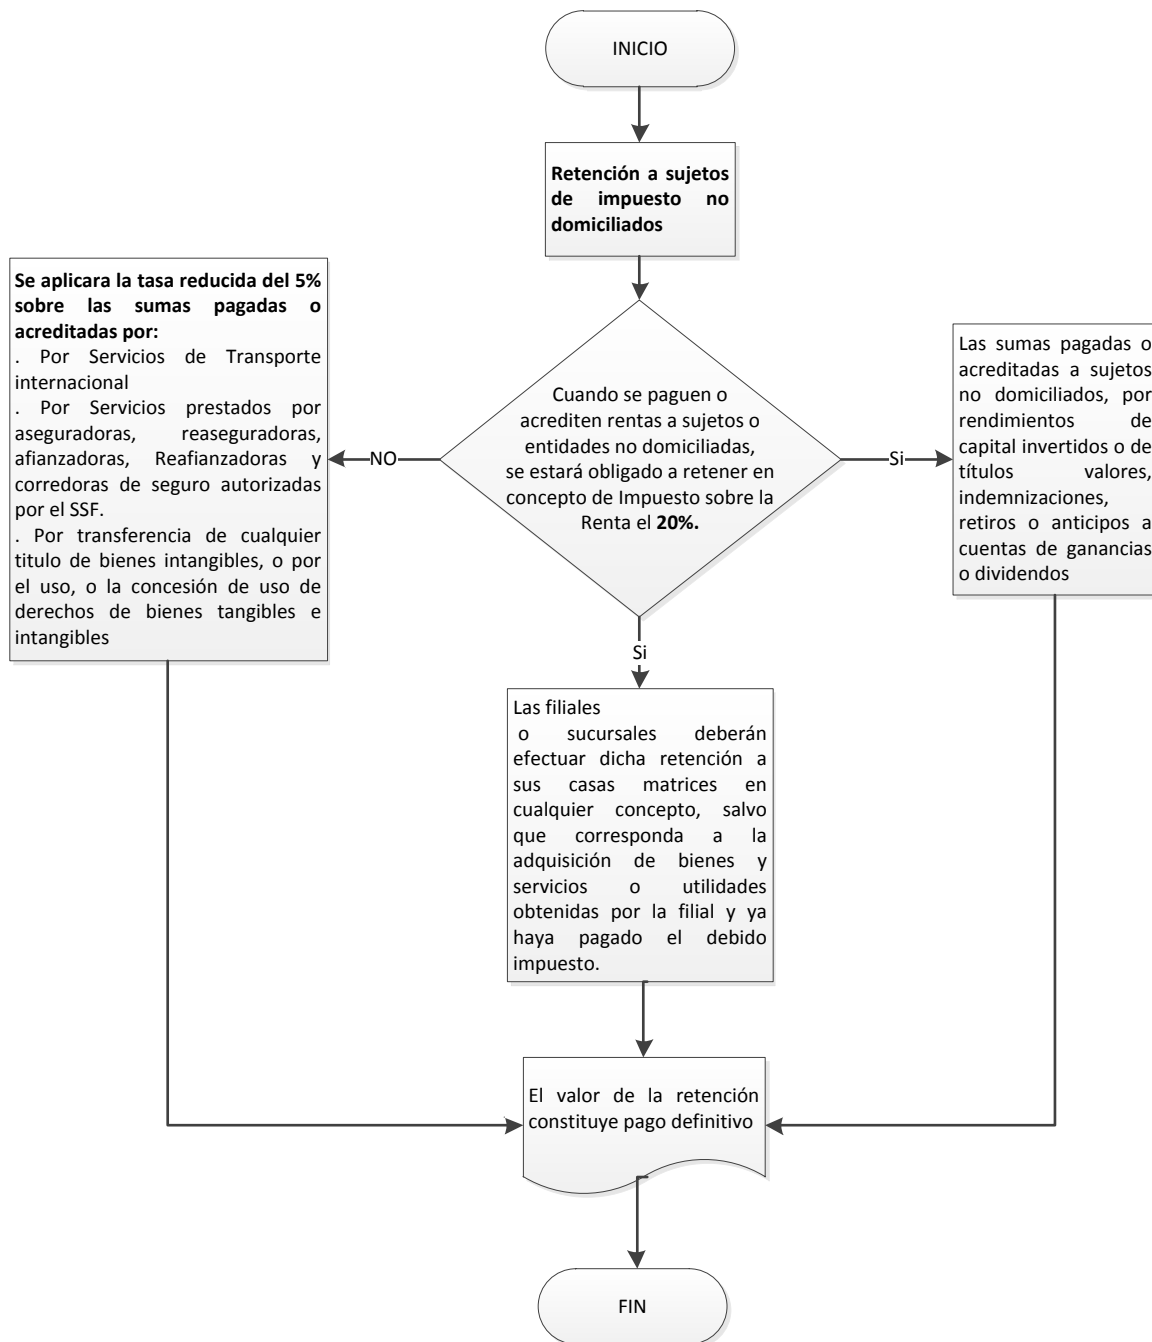 INICIO
Retención a sujetos
de impuesto no
domiciliados
Se aplicara la tasa reducida del 5%
sobre las sumas pagadas o
acreditadas por:
. Por Servicios de Transporte
internacional
. Por Servicios prestados por
aseguradoras, reaseguradoras,
afianzadoras, Reafianzadoras y
corredoras de seguro autorizadas
por el SSF.
. Por transferencia de cualquier
titulo de bienes intangibles, o por
el uso, o la concesión de uso de
derechos de bienes tangibles e
intangibles
NO
Cuando se paguen o
acrediten rentas a sujetos o
entidades no domiciliadas,
se estará obligado a retener en
concepto de Impuesto sobre la
Renta el 20%.
Si
Las sumas pagadas o
acreditadas a sujetos
no domiciliados, por
rendimientos de
capital invertidos o de
títulos valores,
indemnizaciones,
retiros o anticipos a
cuentas de ganancias
o dividendos
Si
Las filiales
o sucursales deberán
efectuar dicha retención a
sus casas matrices en
cualquier concepto, salvo
que corresponda a la
adquisición de bienes y
servicios o utilidades
obtenidas por la filial y ya
haya pagado el debido
impuesto.
El valor de la retención
constituye pago definitivo
FIN